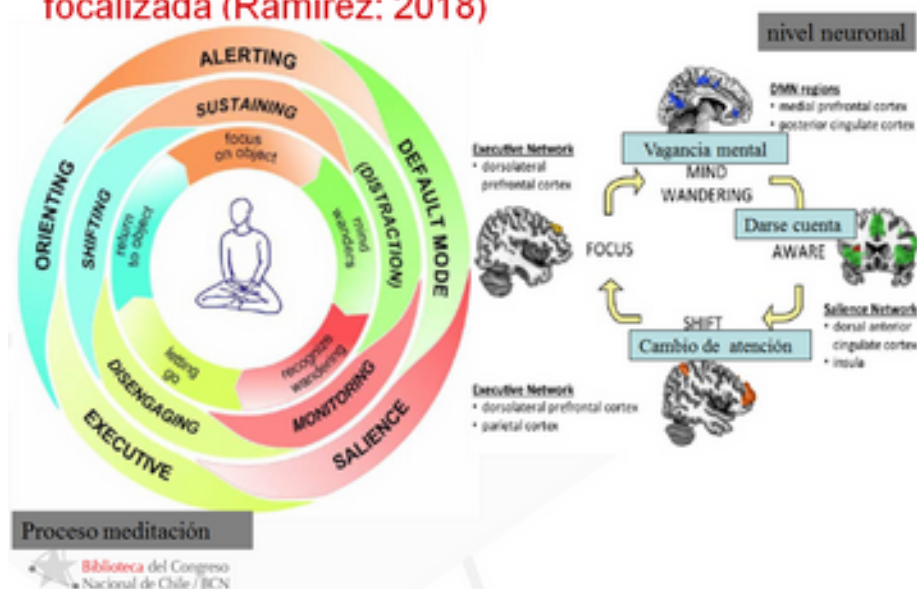 focalizada (Ramírez: 2018)
ALERTING
SUSTAINING
focus
on object
DEFAULT MODE
(DISTRACTION)
mind
wanders
ORIENTING
SHIFTING
return
to object
letting
go
recognize
wandering
DISENGAGING
MONITORING
EXECUTIVE
SALIENCE
Proceso meditación
Biblioteca del Congreso
Nacional de Chile / BCN
nivel neuronal
DMN regions
• medial prefrontal cortex
• posterior cingulate cortex
Vagancia mental
MIND
WANDERING
Executive Network
• dorsolateral
prefrontal cortex
FOCUS
Darse cuenta
AWARE
Salience Network
• dorsal anterior
cingulate cortex
• insula
SHIFT
Cambio de atención
Executive Network
• dorsolateral prefrontal cortex
• parietal cortex